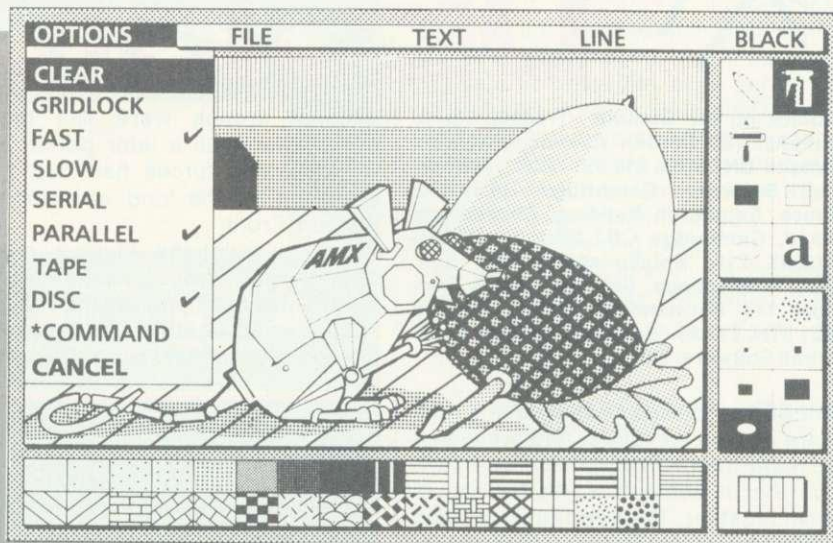 OPTIONS FILE TEXT LINE BLACK
CLEAR
GRIDLOCK
FAST ✓
SLOW
SERIAL
PARALLEL ✓
TAPE
DISC ✓
*COMMAND
CANCEL
AMX
a